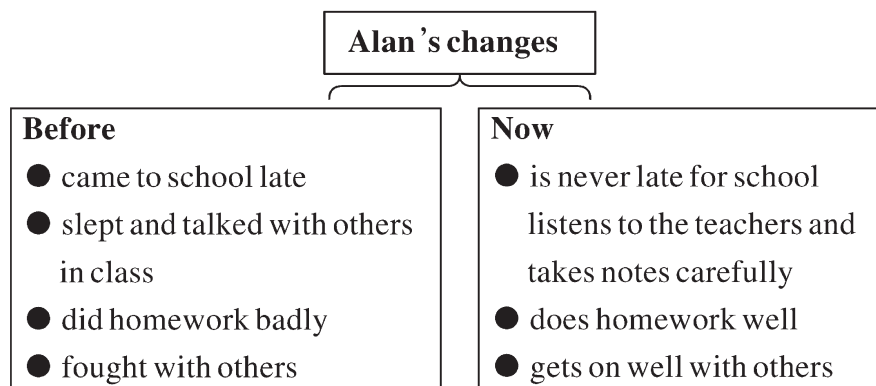 Alan's changes
Before
● came to school late
● slept and talked with others
in class
● did homework badly
● fought with others
Now
● is never late for school
listens to the teachers and
takes notes carefully
● does homework well
● gets on well with others